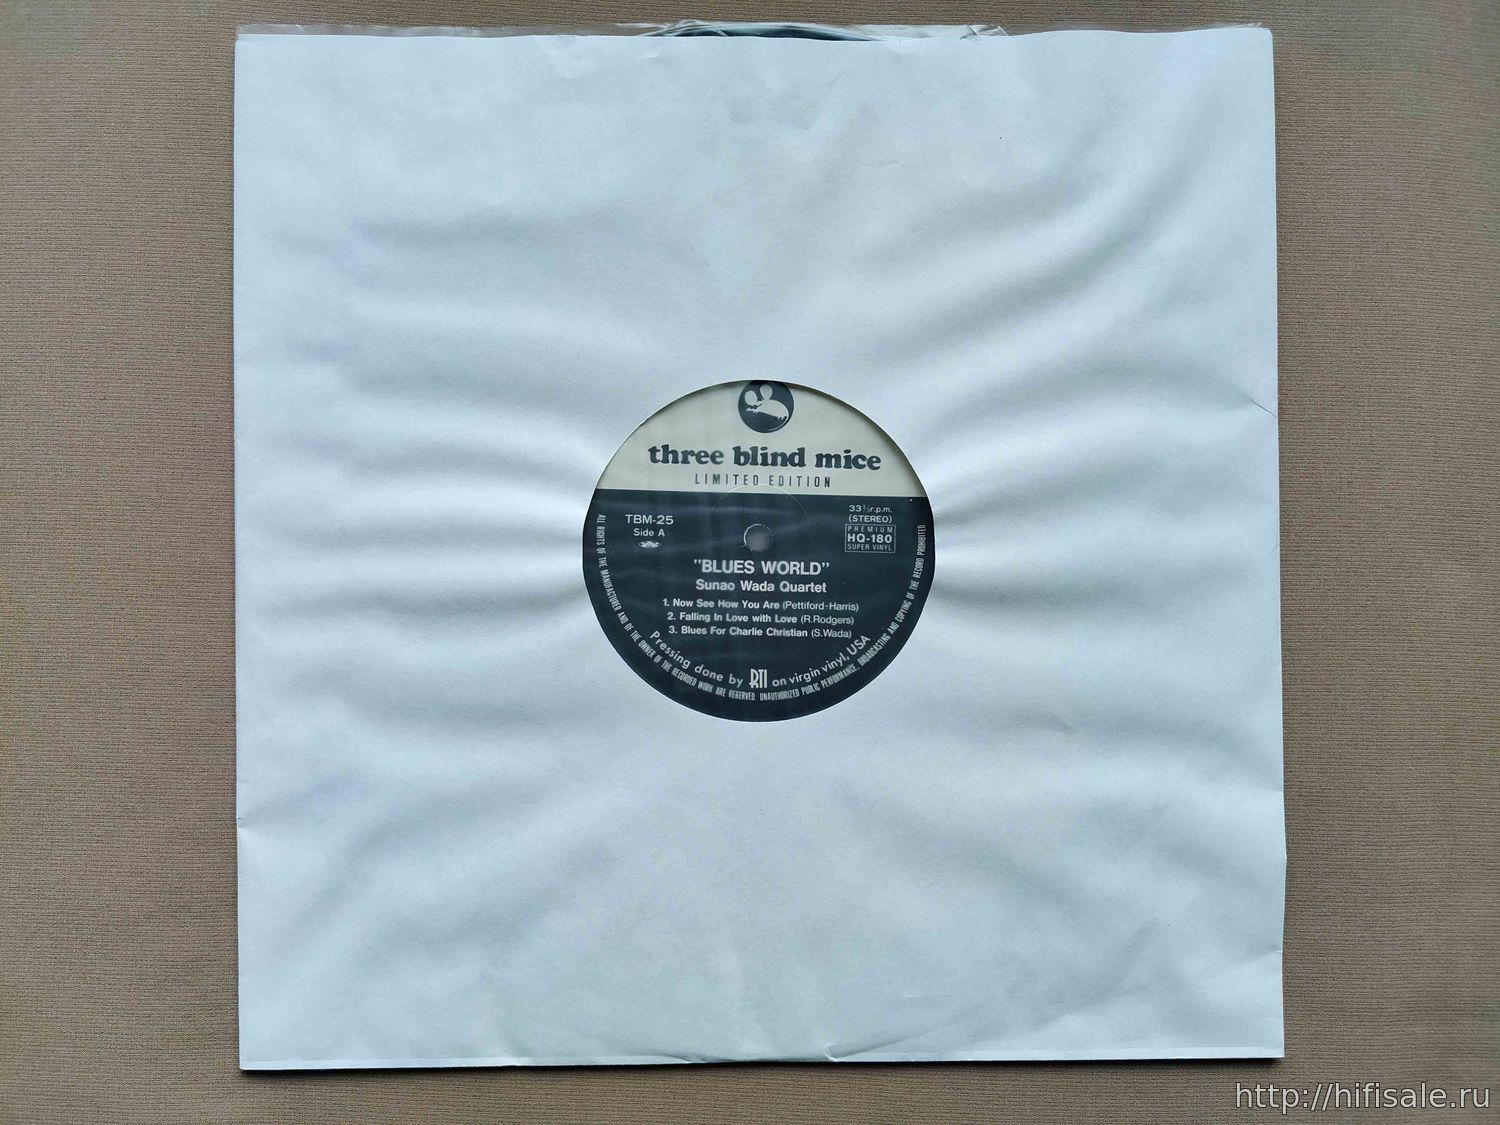 three blind mice
LIMITED EDITION
TBM-25
Side A
33⅓r.p.m.
(STEREO)
PREMIUM
HQ-180
SUPER VINYL
"BLUES WORLD"
Sunao Wada Quartet
1. Now See How You Are (Pettiford-Harris)
2. Falling In Love with Love (R.Rodgers)
3. Blues For Charlie Christian (S.Wada)
Pressing done by RTI on virgin vinyl, USA
ALL RIGHTS OF THE MANUFACTURER AND OF THE OWNER OF THE RECORDED WORK ARE RESERVED. UNAUTHORIZED PUBLIC PERFORMANCE, BROADCASTING AND COPYING OF THE RECORD PROHIBITED
http://hifisale.ru